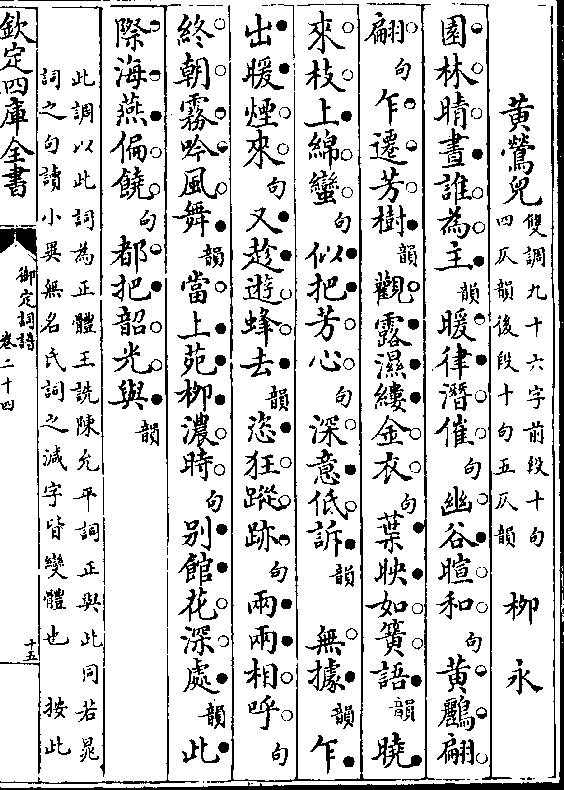 黄鶯兒 雙調九十六字前段十句
四仄韻後段十句五仄韻 柳永
園林晴晝誰為主韻暖律潛催句幽谷暄和句黃鸝翩
翩句乍遷芳樹韻觀露濕縷金衣句葉映如簧語韻曉
來枝上綿蠻句似把芳心句深意低訴韻 無據韻乍
出暖煙來句又趁遊蜂去韻恣狂蹤跡句兩兩相呼句
終朝霧吟風舞韻當上苑柳濃時句别館花深處韻此
際海燕偏饒句都把韶光與韻
此調以此詞為正體王詵陳允平詞正與此同若晁
詞之句讀小異無名氏詞之減字皆變體也 按此
欽定四庫全書
御定詞譜
卷二十四
十五